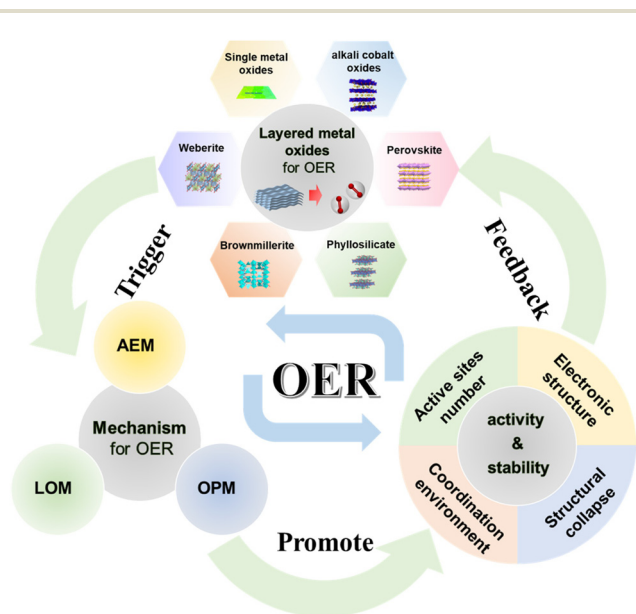 Single metal
oxides
alkali cobalt
oxides
Weberite
Layered metal
oxides
for OER
Perovskite
Brownmillerite
Phyllosilicate
Trigger
Feedback
AEM
OER
Mechanism
for OER
LOM
OPM
Active sites
number
Electronic
structure
activity
&
stability
Coordination
environment
Structural
collapse
Promote